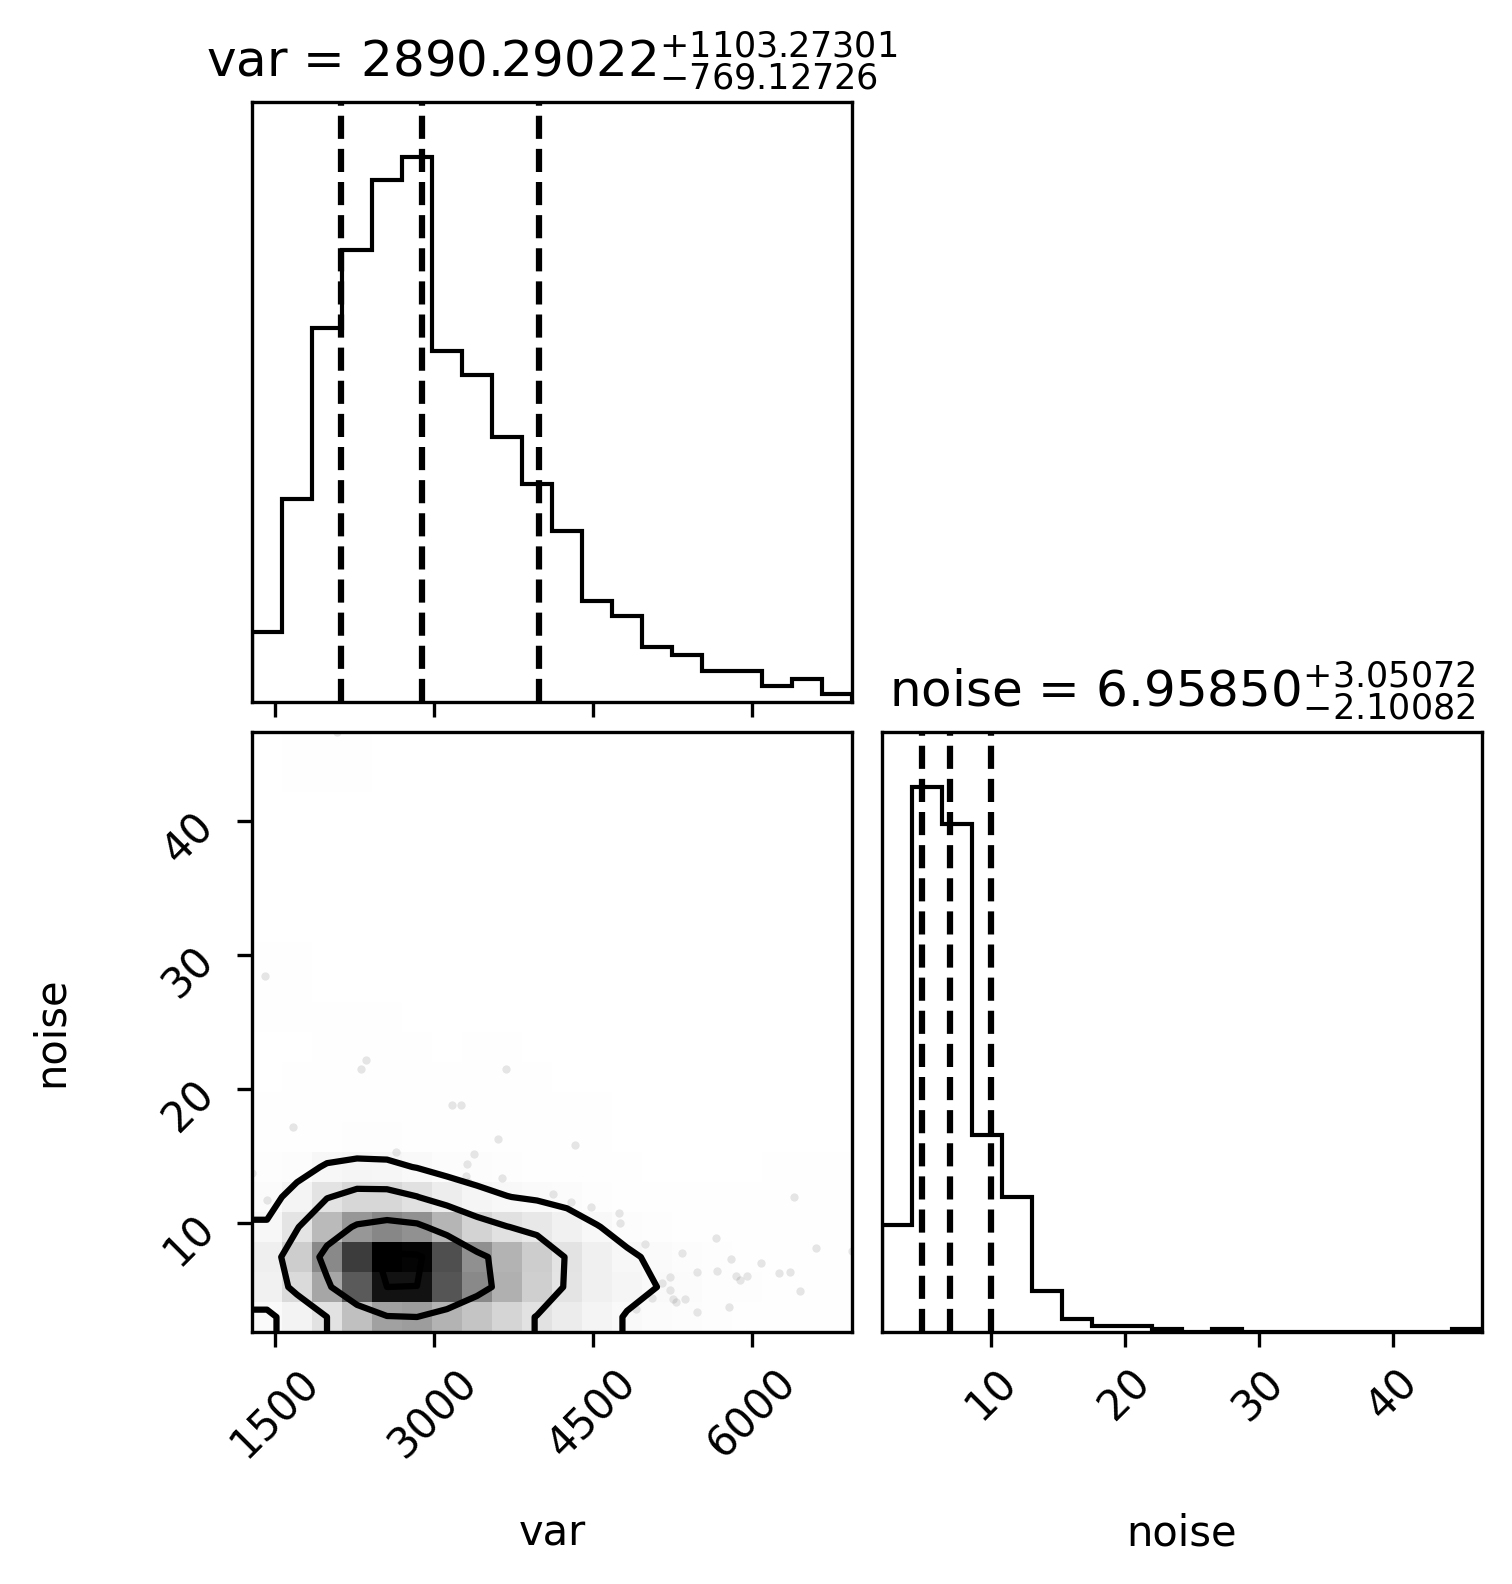 var = 2890.29022+1103.27301−769.12726
noise = 6.95850+3.05072−2.10082
40
30
20
10
noise
1500 3000 4500 6000
10 20 30 40
var
noise